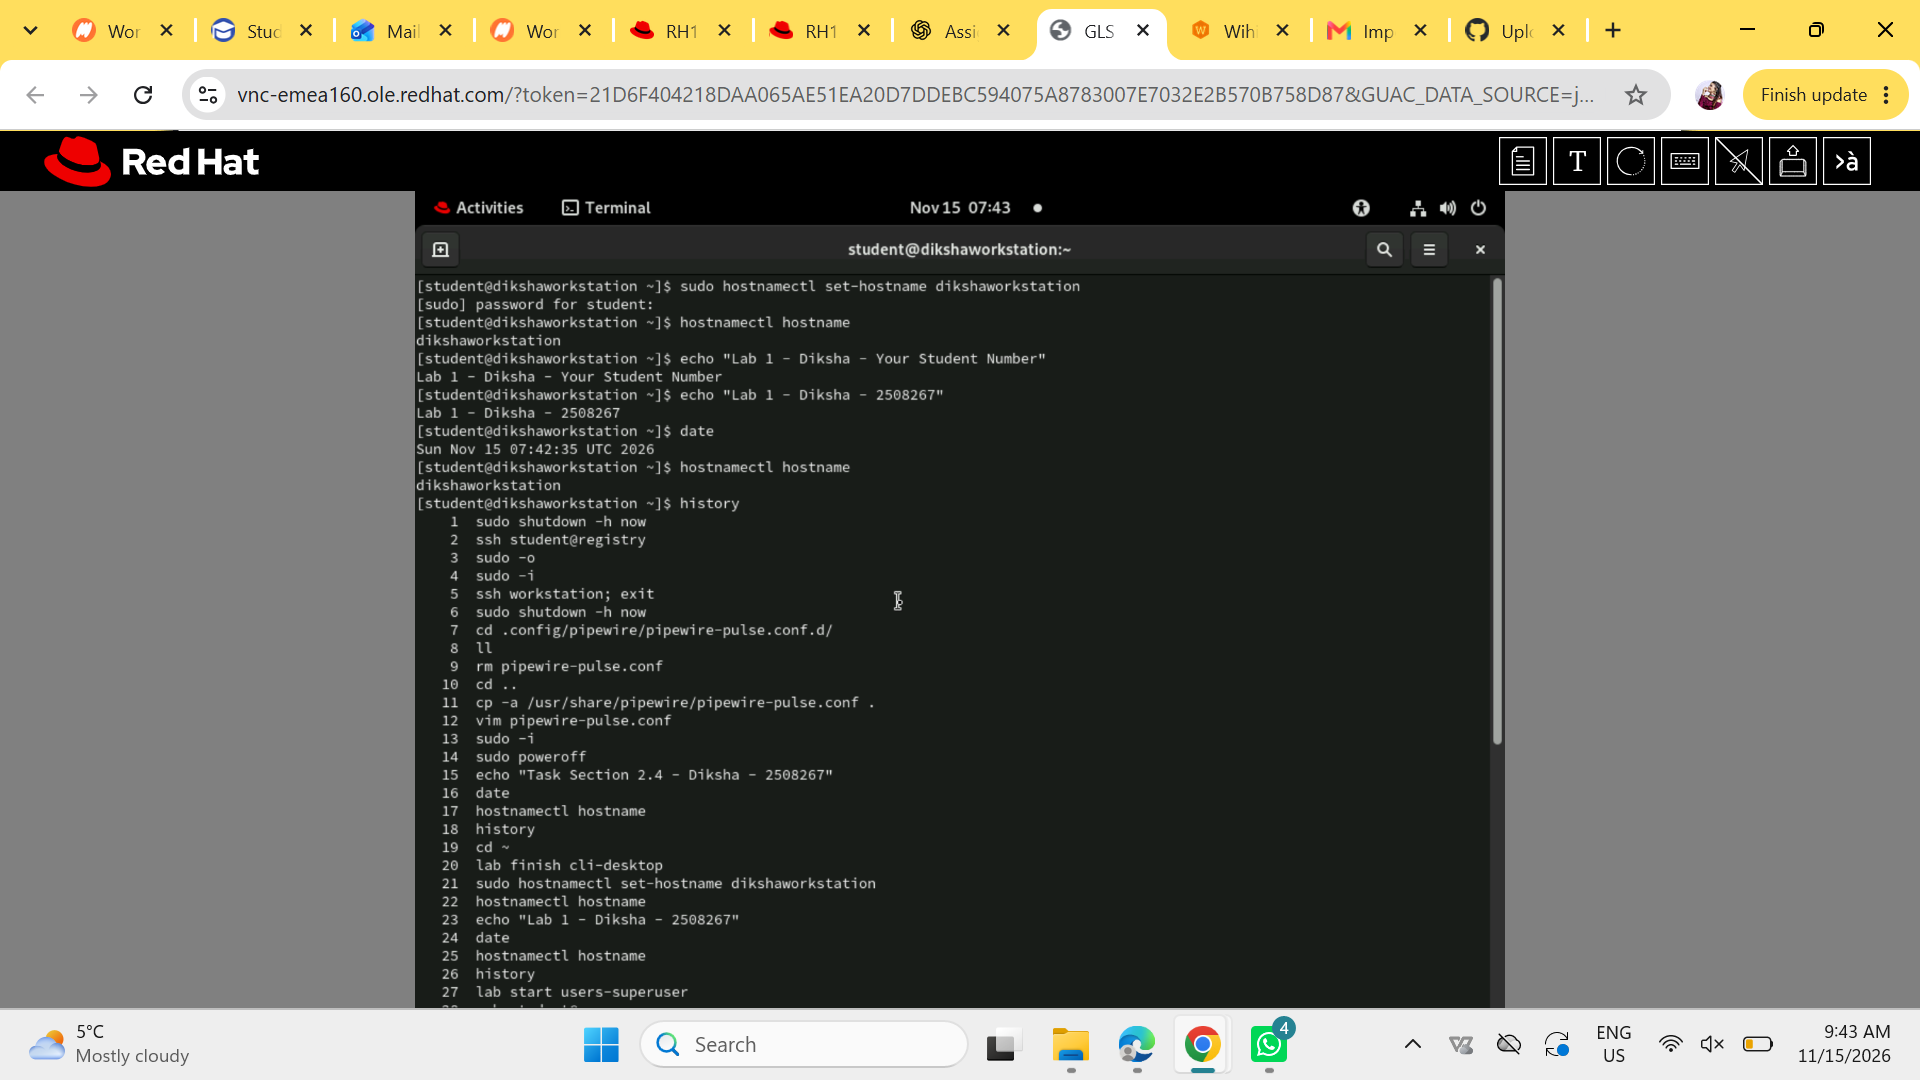 Wor
Stud
Mail
Wor
RH1
RH1
Assi
GLS
Wihi
Imp
Uplo
vnc-emea160.ole.redhat.com/?token=21D6F404218DAA065AE51EA20D7DDEBC594075A8783007E7032E2B570B758D87&GUAC_DATA_SOURCE=j...
Finish update
Red Hat
T
>à
Activities
Terminal
Nov 15 07:43
student@dikshaworkstation:~
[student@dikshaworkstation ~]$ sudo hostnamectl set-hostname dikshaworkstation
[sudo] password for student:
[student@dikshaworkstation ~]$ hostnamectl hostname
dikshaworkstation
[student@dikshaworkstation ~]$ echo "Lab 1 - Diksha - Your Student Number"
Lab 1 - Diksha - Your Student Number
[student@dikshaworkstation ~]$ echo "Lab 1 - Diksha - 2508267"
Lab 1 - Diksha - 2508267
[student@dikshaworkstation ~]$ date
Sun Nov 15 07:42:35 UTC 2026
[student@dikshaworkstation ~]$ hostnamectl hostname
dikshaworkstation
[student@dikshaworkstation ~]$ history
1 sudo shutdown -h now
2 ssh student@registry
3 sudo -o
4 sudo -i
5 ssh workstation; exit
6 sudo shutdown -h now
7 cd .config/pipewire/pipewire-pulse.conf.d/
8 ll
9 rm pipewire-pulse.conf
10 cd ..
11 cp -a /usr/share/pipewire/pipewire-pulse.conf .
12 vim pipewire-pulse.conf
13 sudo -i
14 sudo poweroff
15 echo "Task Section 2.4 - Diksha - 2508267"
16 date
17 hostnamectl hostname
18 history
19 cd ~
20 lab finish cli-desktop
21 sudo hostnamectl set-hostname dikshaworkstation
22 hostnamectl hostname
23 echo "Lab 1 - Diksha - 2508267"
24 date
25 hostnamectl hostname
26 history
27 lab start users-superuser
5°C
Mostly cloudy
Search
4
ENG
US
9:43 AM
11/15/2026